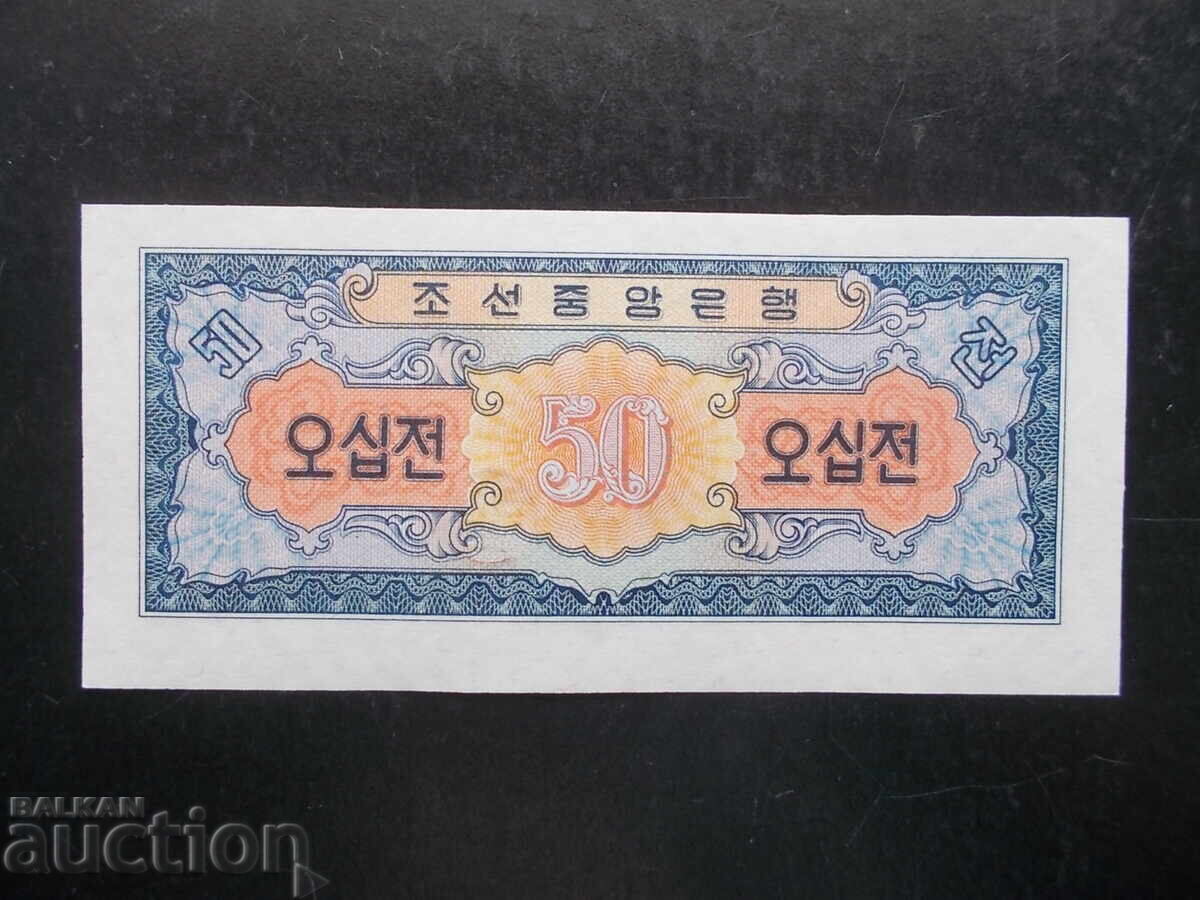 조선중앙은행
50 전
오십전 50 오십전
BALKAN
auction